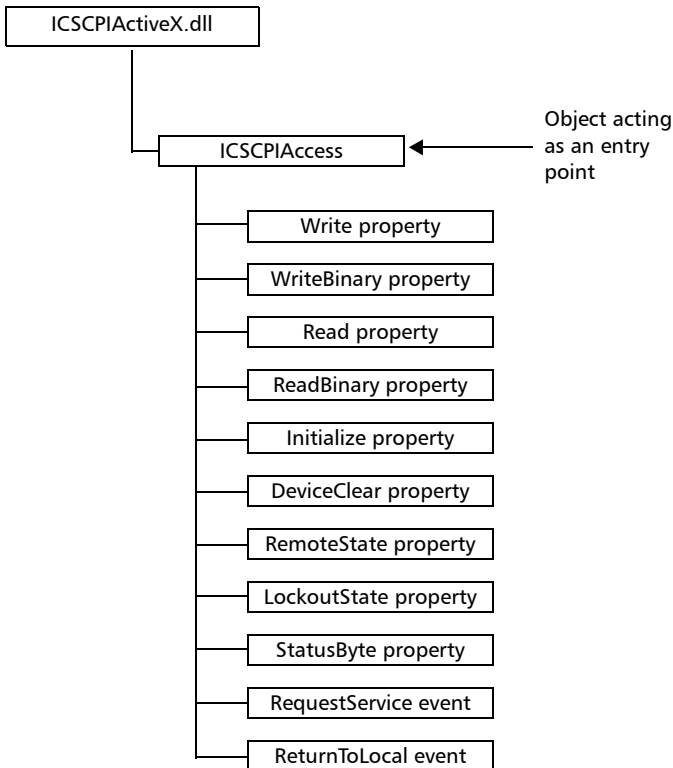 ICSCPIActiveX.dll
Object acting
as an entry
point
ICSCPIAccess
Write property
WriteBinary property
Read property
ReadBinary property
Initialize property
DeviceClear property
RemoteState property
LockoutState property
StatusByte property
RequestService event
ReturnToLocal event